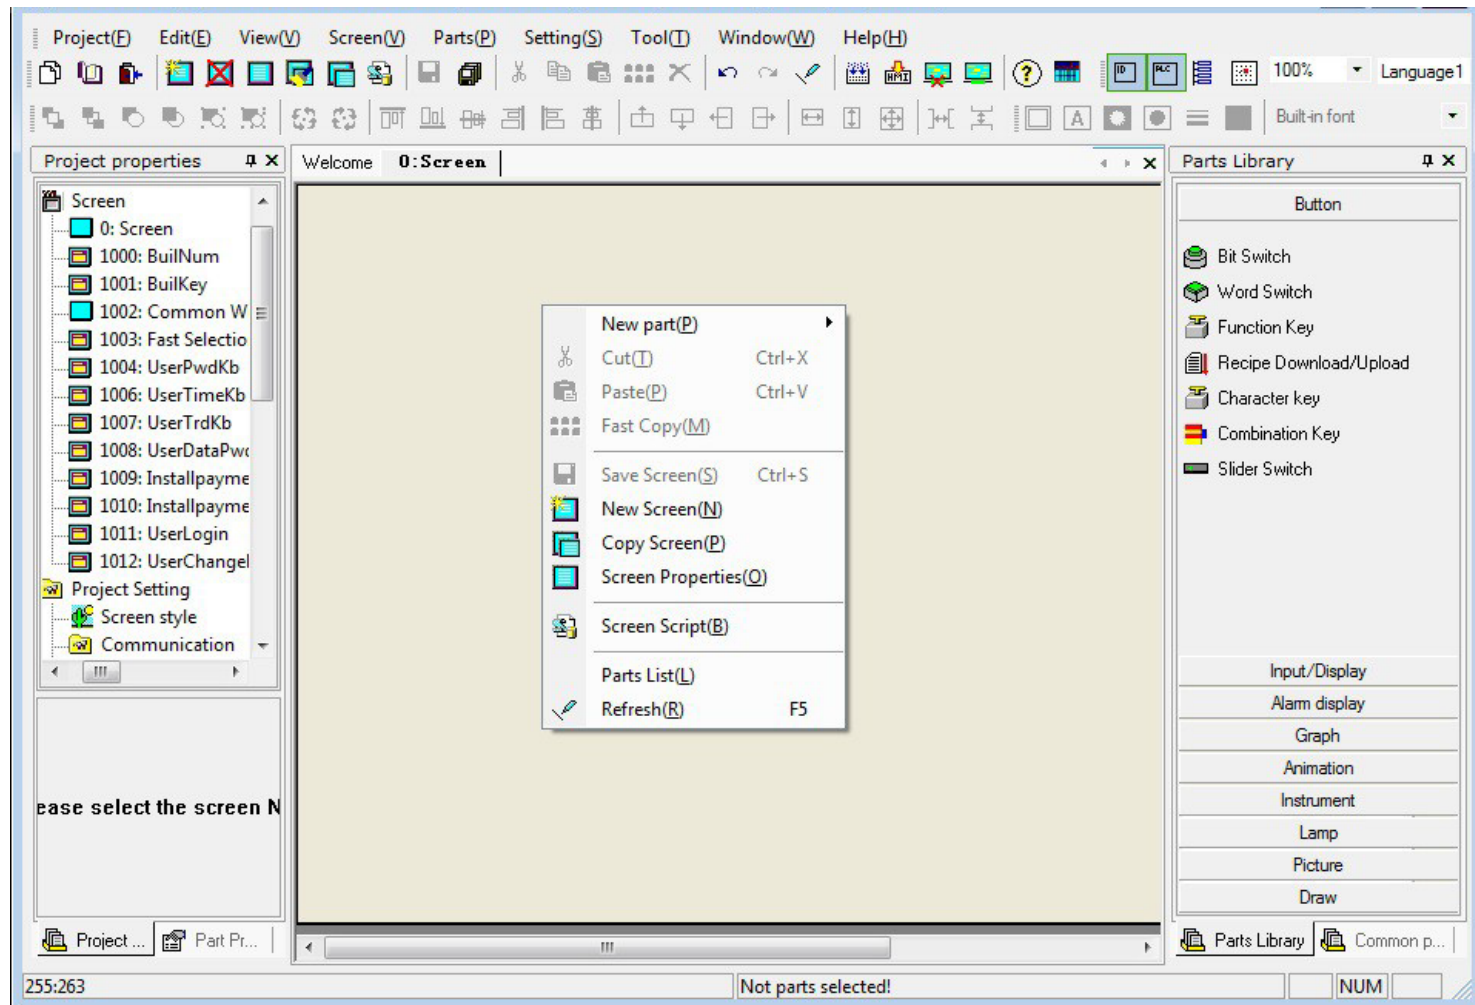 Project(F) Edit(E) View(V) Screen(V) Parts(P) Setting(S) Tool(T) Window(W) Help(H)
HMI ID PLC 100% Language1
A Built-in font
Project properties
Screen
0: Screen
1000: BuilNum
1001: BuilKey
1002: Common W
1003: Fast Selectio
1004: UserPwdKb
1006: UserTimeKb
1007: UserTrdKb
1008: UserDataPwd
1009: Installpayme
1010: Installpayme
1011: UserLogin
1012: UserChangeI
Project Setting
Screen style
Communication
ease select the screen N
Project ... Part Pr...
Welcome 0:Screen
New part(P)
Cut(T) Ctrl+X
Paste(P) Ctrl+V
Fast Copy(M)
Save Screen(S) Ctrl+S
New Screen(N)
Copy Screen(P)
Screen Properties(O)
Screen Script(B)
Parts List(L)
Refresh(R) F5
Parts Library
Button
Bit Switch
Word Switch
Function Key
Recipe Download/Upload
Character key
Combination Key
Slider Switch
Input/Display
Alarm display
Graph
Animation
Instrument
Lamp
Picture
Draw
Parts Library Common p...
255:263 Not parts selected! NUM